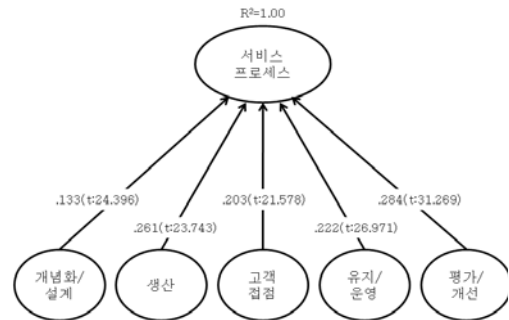 R²=1.00
서비스
프로세스
.133(t:24.396)
.203(t:21.578)
.284(t:31.269)
.261(t:23.743)
.222(t:26.971)
개념화/
설계
생산
고객
접점
유지/
운영
평가/
개선